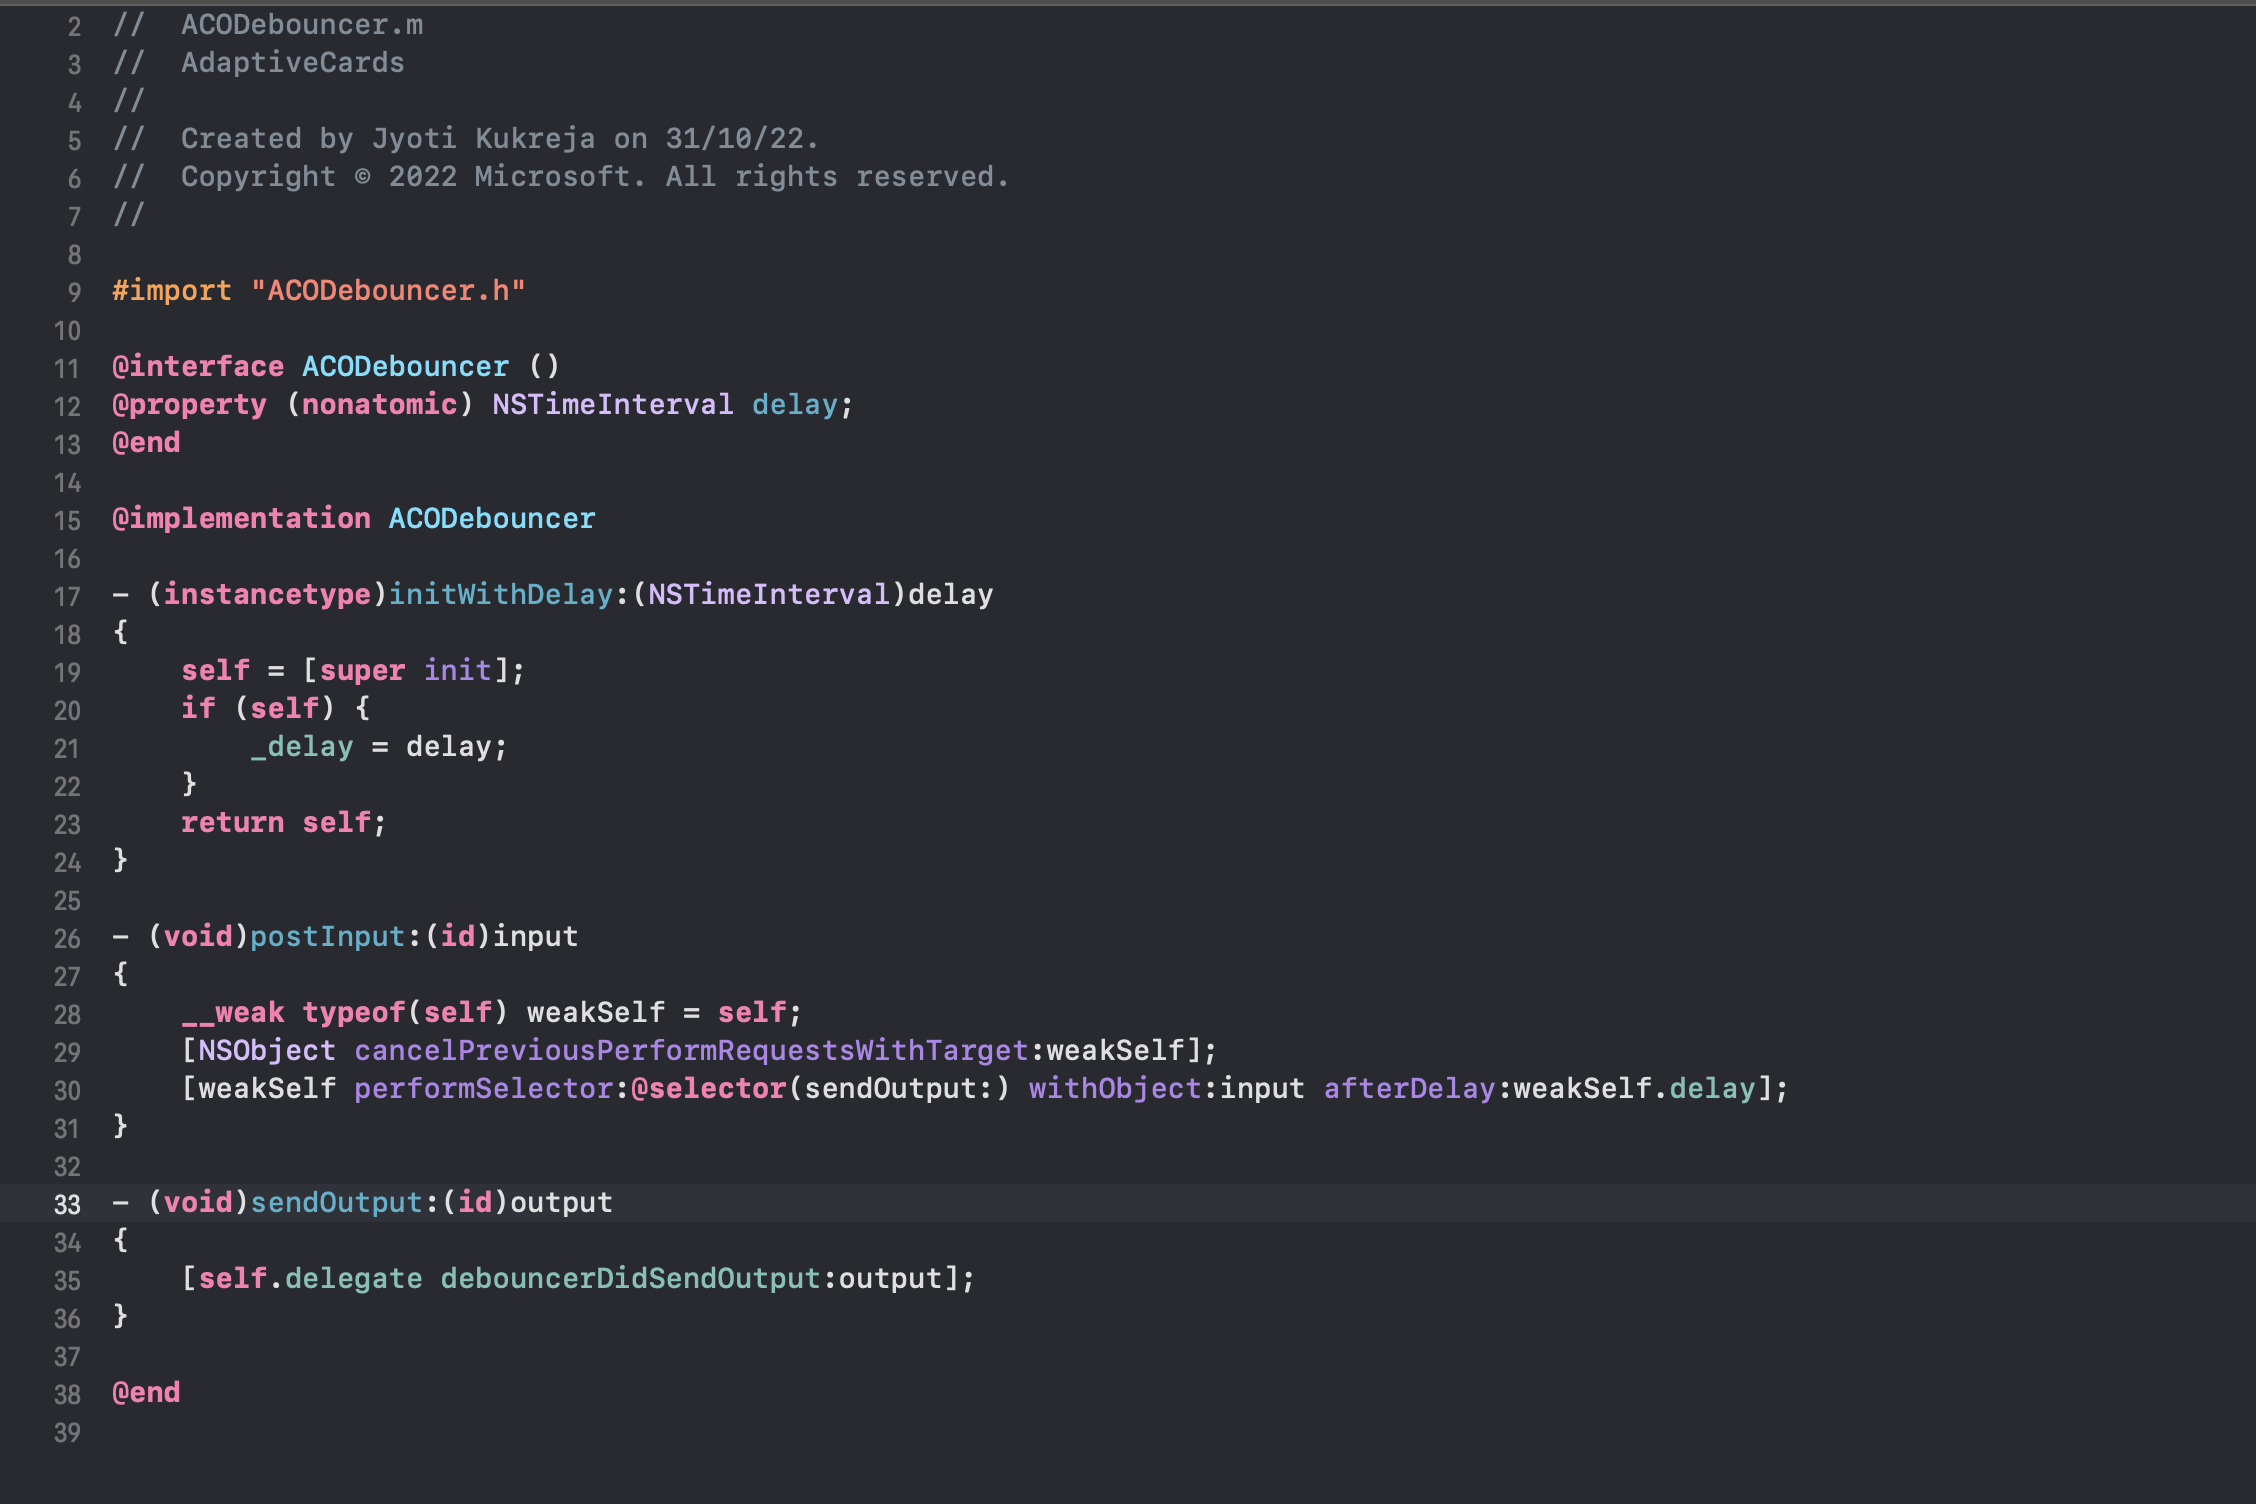 2 //  ACODebouncer.m
3 //  AdaptiveCards
4 //
5 //  Created by Jyoti Kukreja on 31/10/22.
6 //  Copyright © 2022 Microsoft. All rights reserved.
7 //
8
9 #import "ACODebouncer.h"
10
11 @interface ACODebouncer ()
12 @property (nonatomic) NSTimeInterval delay;
13 @end
14
15 @implementation ACODebouncer
16
17 - (instancetype)initWithDelay:(NSTimeInterval)delay
18 {
19     self = [super init];
20     if (self) {
21         _delay = delay;
22     }
23     return self;
24 }
25
26 - (void)postInput:(id)input
27 {
28     __weak typeof(self) weakSelf = self;
29     [NSObject cancelPreviousPerformRequestsWithTarget:weakSelf];
30     [weakSelf performSelector:@selector(sendOutput:) withObject:input afterDelay:weakSelf.delay];
31 }
32
33 - (void)sendOutput:(id)output
34 {
35     [self.delegate debouncerDidSendOutput:output];
36 }
37
38 @end
39